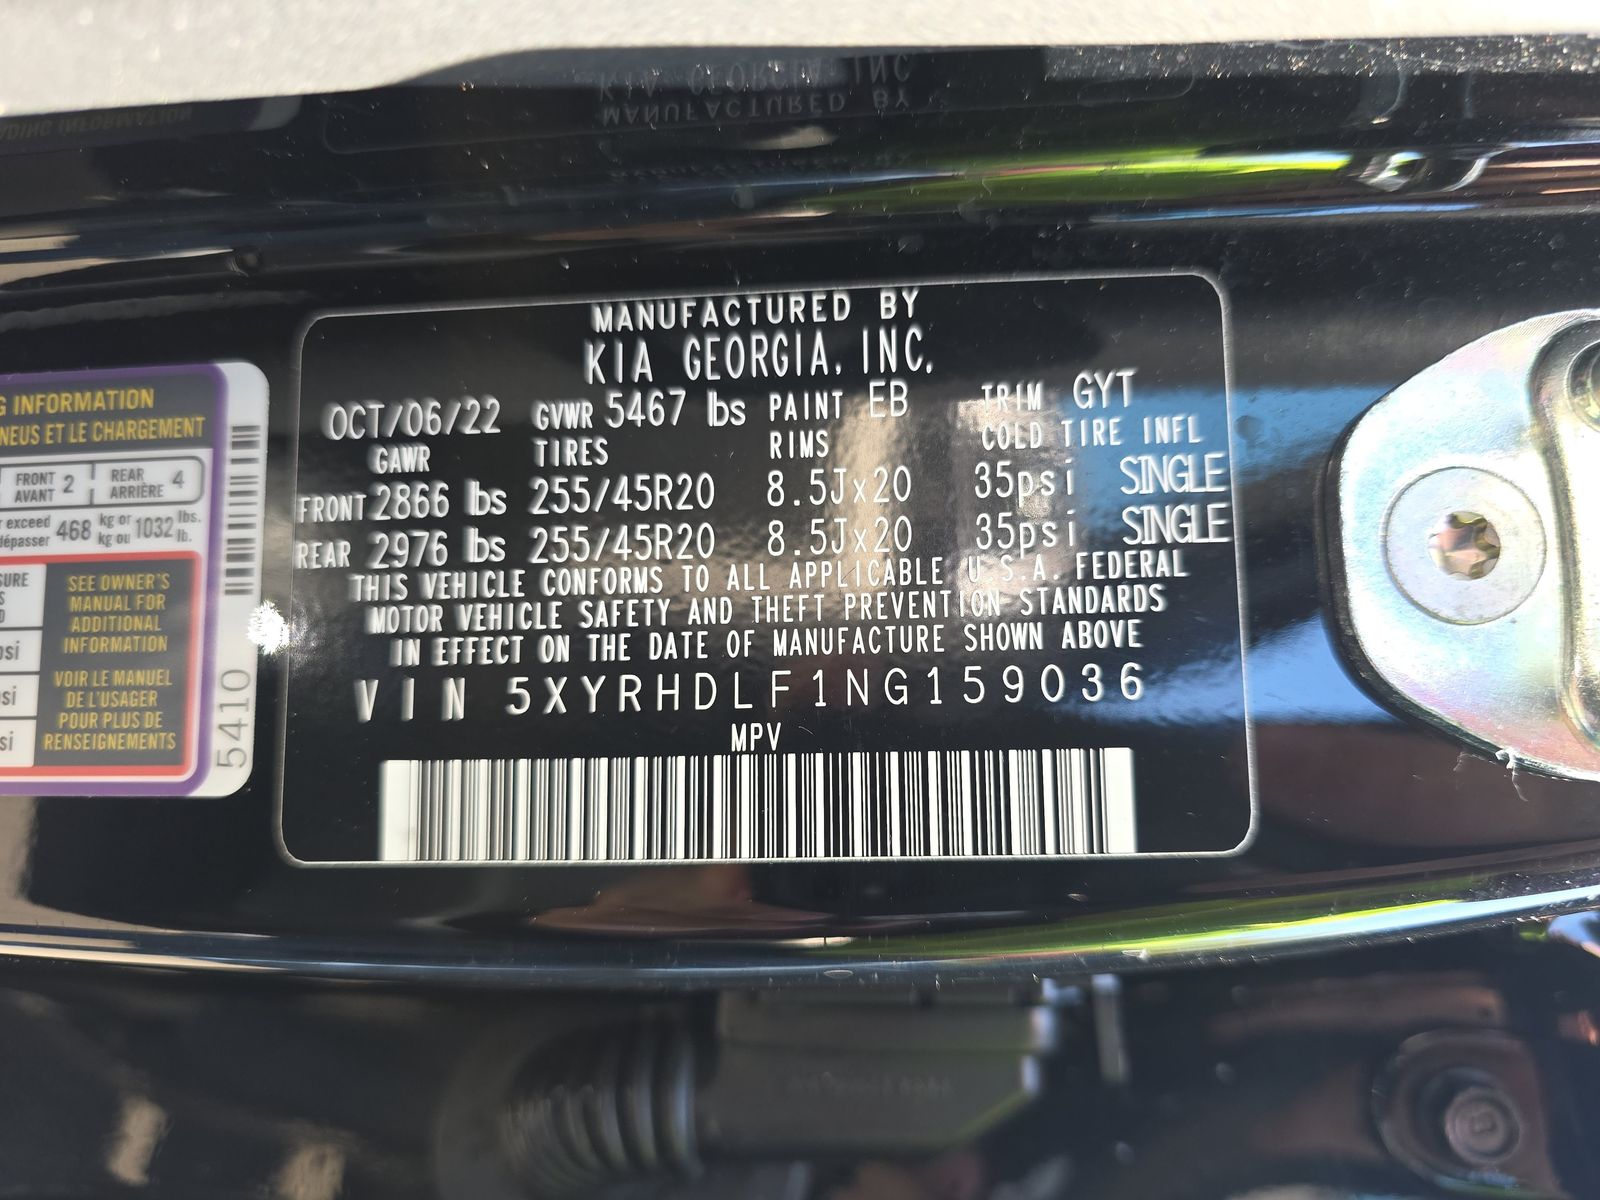 MANUFACTURED BY
KIA GEORGIA, INC.
OCT/06/22 GVWR 5467 lbs PAINT EB TRIM GYT
GAWR TIRES RIMS COLD TIRE INFL
FRONT 2866 lbs 255/45R20 8.5Jx20 35psi SINGLE
REAR 2976 lbs 255/45R20 8.5Jx20 35psi SINGLE
THIS VEHICLE CONFORMS TO ALL APPLICABLE U.S.A. FEDERAL
MOTOR VEHICLE SAFETY AND THEFT PREVENTION STANDARDS
IN EFFECT ON THE DATE OF MANUFACTURE SHOWN ABOVE
VIN 5XYRHDLF1NG159036
MPV
G INFORMATION
NEUS ET LE CHARGEMENT
FRONT AVANT 2 REAR ARRIÈRE 4
exceed 468 kg or 1032 lbs.
dépasser kg ou lb.
SEE OWNER'S
MANUAL FOR
ADDITIONAL
INFORMATION
VOIR LE MANUEL
DE L'USAGER
POUR PLUS DE
RENSEIGNEMENTS
5410